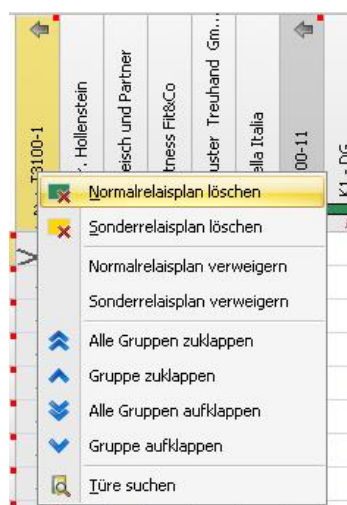 T3100-1
Hollenstein
eisch und Partner
tness Fit&Co
uster Treuhand Gm...
ella Italia
00-11
K1 - DG
Normalrelaisplan löschen
Sonderrelaisplan löschen
Normalrelaisplan verweigern
Sonderrelaisplan verweigern
Alle Gruppen zuklappen
Gruppe zuklappen
Alle Gruppen aufklappen
Gruppe aufklappen
Türe suchen